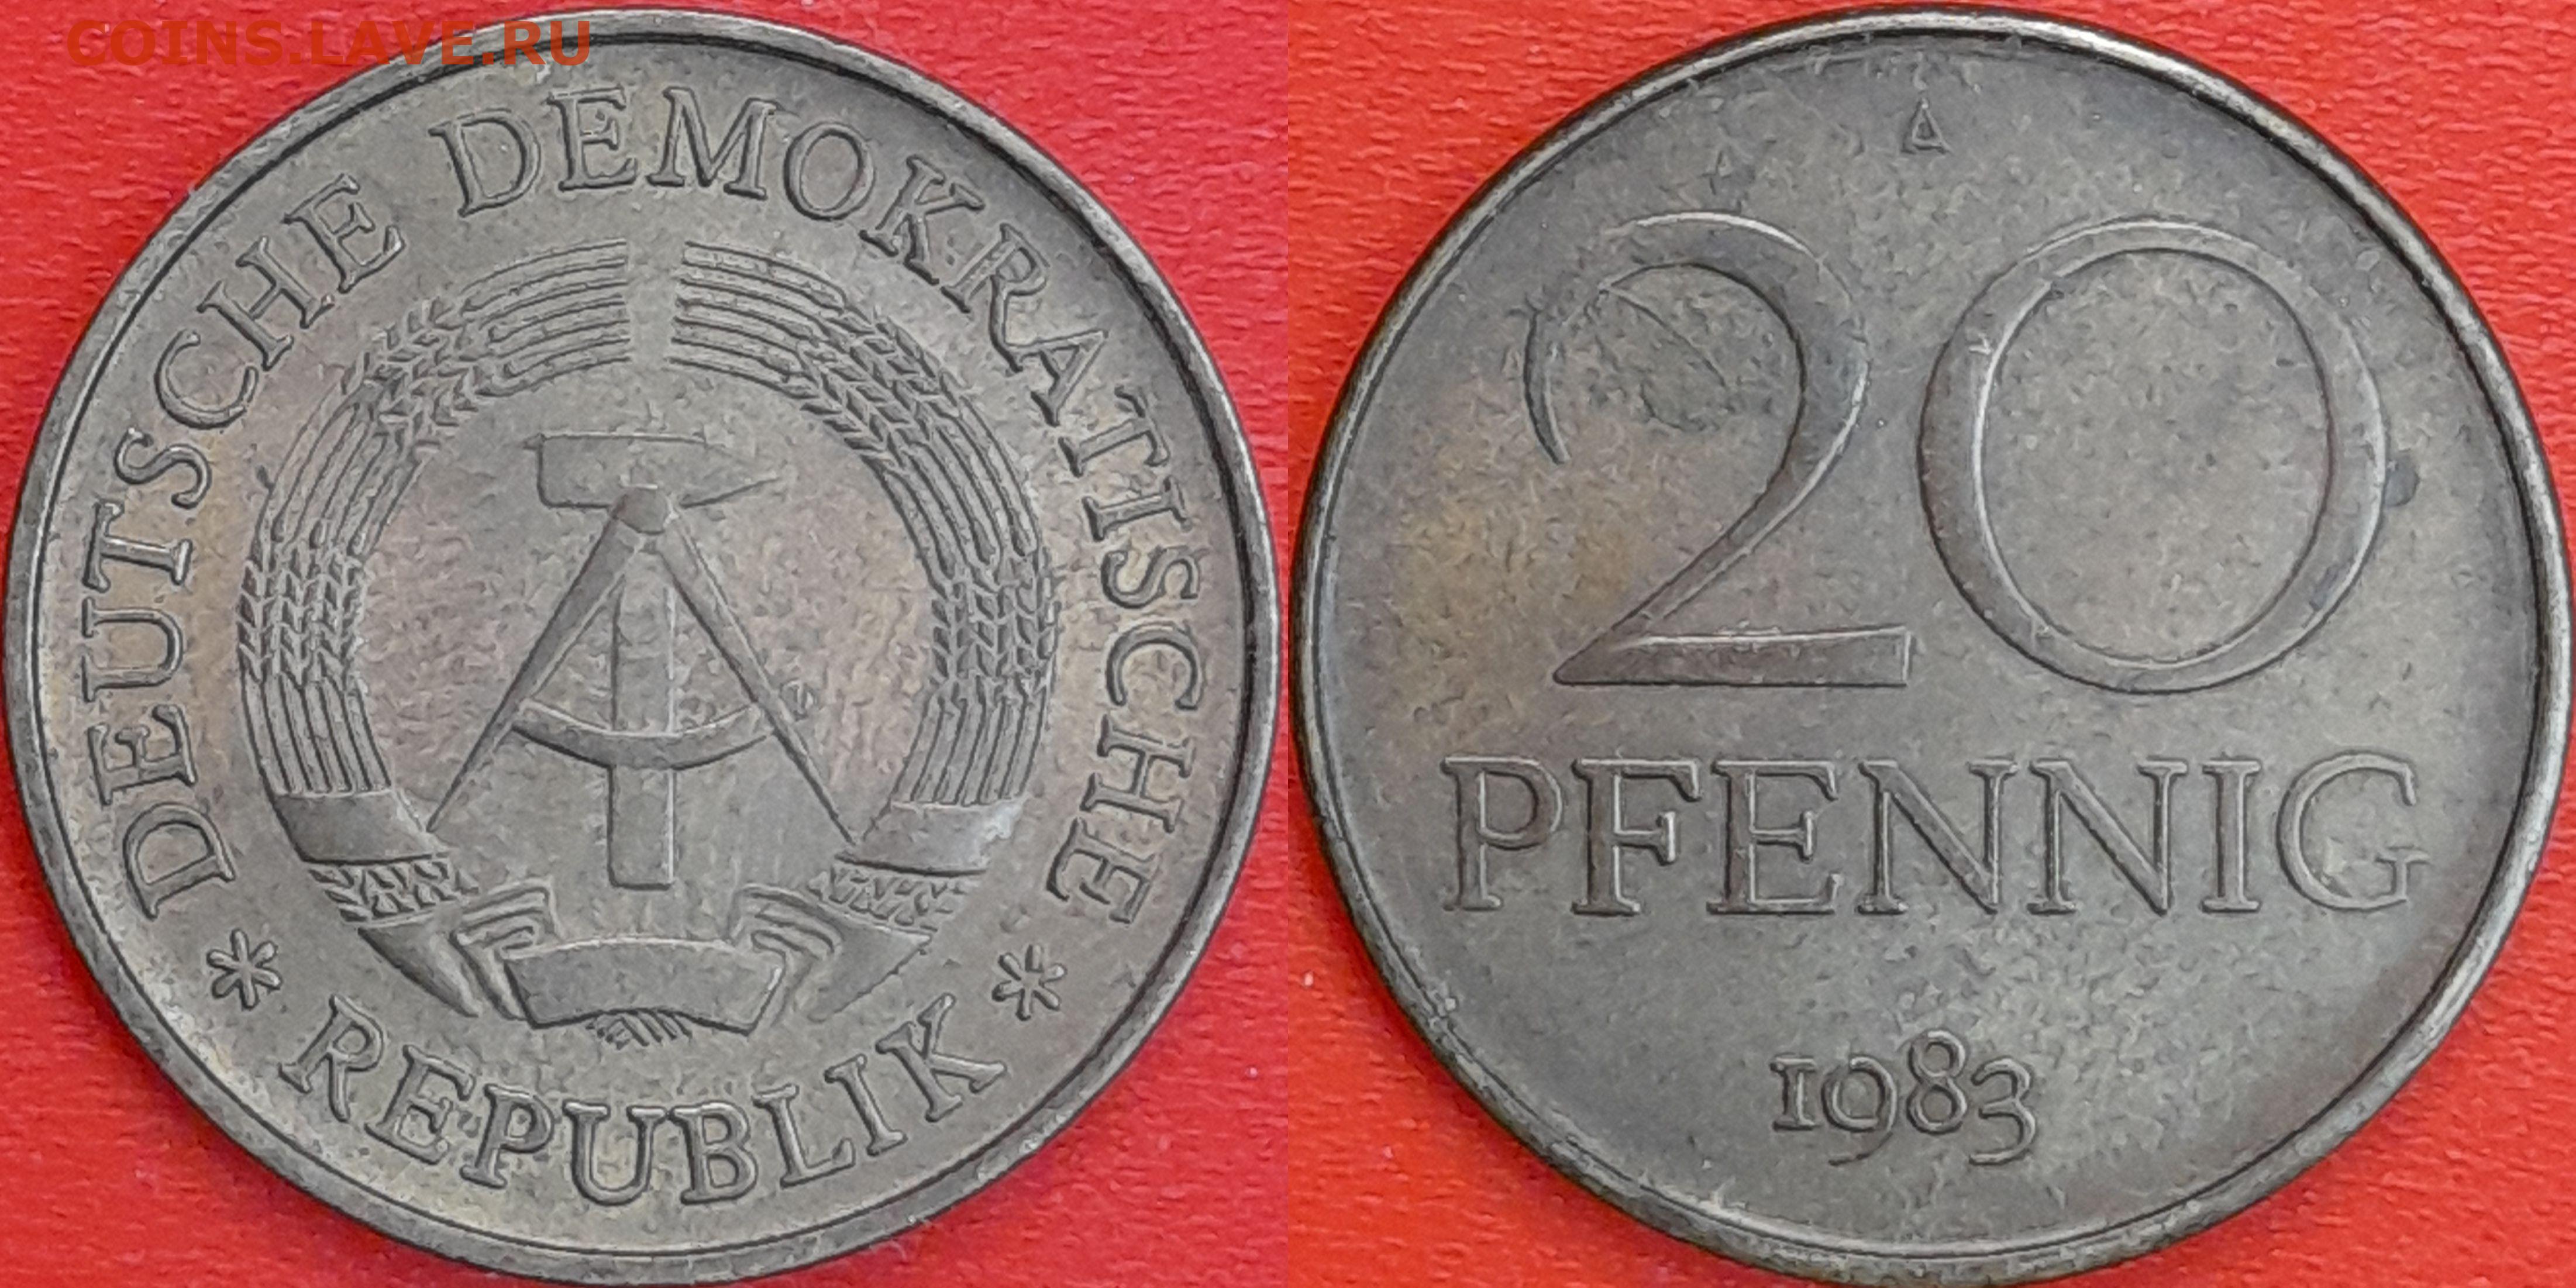 COINS.LAVE.RU
* DEUTSCHE DEMOKRATISCHE *
REPUBLIK
A
20
PFENNIG
1983